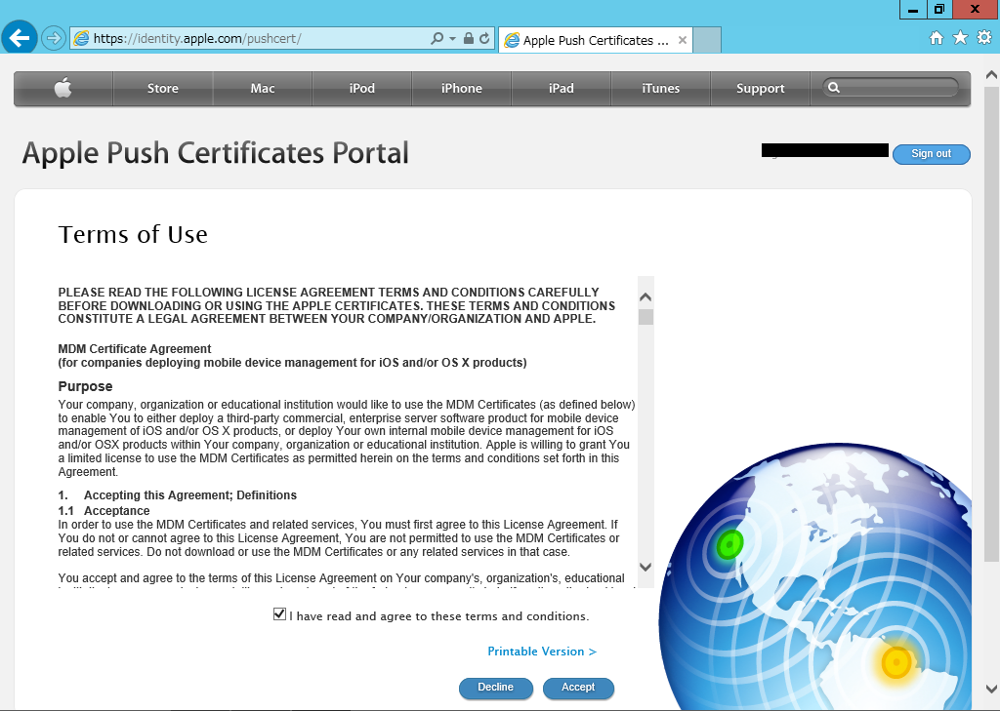 https://identity.apple.com/pushcert/
Apple Push Certificates ...
Store Mac iPod iPhone iPad iTunes Support
Apple Push Certificates Portal
Sign out
Terms of Use
PLEASE READ THE FOLLOWING LICENSE AGREEMENT TERMS AND CONDITIONS CAREFULLY
BEFORE DOWNLOADING OR USING THE APPLE CERTIFICATES. THESE TERMS AND CONDITIONS
CONSTITUTE A LEGAL AGREEMENT BETWEEN YOUR COMPANY/ORGANIZATION AND APPLE.
MDM Certificate Agreement
(for companies deploying mobile device management for iOS and/or OS X products)
Purpose
Your company, organization or educational institution would like to use the MDM Certificates (as defined below)
to enable You to either deploy a third-party commercial, enterprise server software product for mobile device
management of iOS and/or OS X products, or deploy Your own internal mobile device management for iOS
and/or OSX products within Your company, organization or educational institution. Apple is willing to grant You
a limited license to use the MDM Certificates as permitted herein on the terms and conditions set forth in this
Agreement.
1. Accepting this Agreement; Definitions
1.1 Acceptance
In order to use the MDM Certificates and related services, You must first agree to this License Agreement. If
You do not or cannot agree to this License Agreement, You are not permitted to use the MDM Certificates or
related services. Do not download or use the MDM Certificates or any related services in that case.
You accept and agree to the terms of this License Agreement on Your company's, organization's, educational
I have read and agree to these terms and conditions.
Printable Version >
Decline Accept